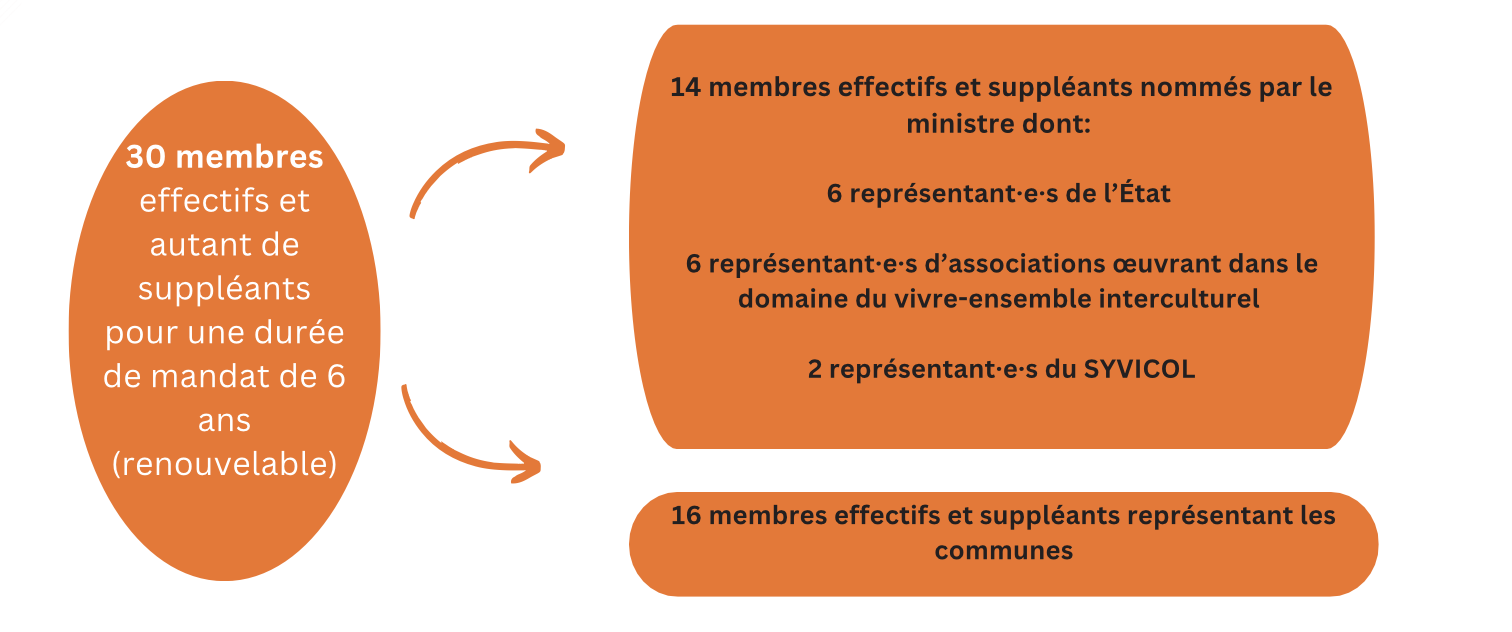 30 membres
effectifs et
autant de
suppléants
pour une durée
de mandat de 6
ans
(renouvelable)
14 membres effectifs et suppléants nommés par le
ministre dont:
6 représentant·e·s de l’État
6 représentant·e·s d’associations œuvrant dans le
domaine du vivre-ensemble interculturel
2 représentant·e·s du SYVICOL
16 membres effectifs et suppléants représentant les
communes